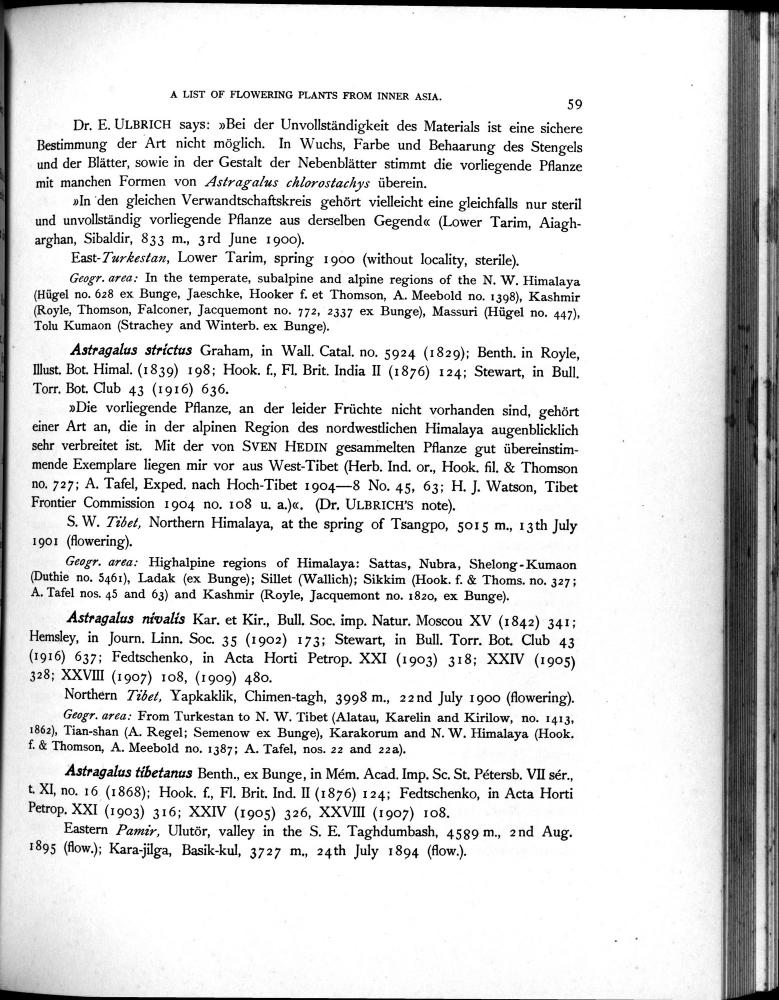 A LIST OF FLOWERING PLANTS FROM INNER ASIA.
59
Dr. E. ULBRICH says: »Bei der Unvollständigkeit des Materials ist eine sichere
Bestimmung der Art nicht möglich. In Wuchs, Farbe und Behaarung des Stengels
und der Blätter, sowie in der Gestalt der Nebenblätter stimmt die vorliegende Pflanze
mit manchen Formen von Astragalus chlorostachys überein.
»In den gleichen Verwandtschaftskreis gehört vielleicht eine gleichfalls nur steril
und unvollständig vorliegende Pflanze aus derselben Gegend« (Lower Tarim, Aiagh-
arghan, Sibaldir, 833 m., 3rd June 1900).
East-Turkestan, Lower Tarim, spring 1900 (without locality, sterile).
Geogr. area: In the temperate, subalpine and alpine regions of the N. W. Himalaya
(Hügel no. 628 ex Bunge, Jaeschke, Hooker f. et Thomson, A. Meebold no. 1398), Kashmir
(Royle, Thomson, Falconer, Jacquemont no. 772, 2337 ex Bunge), Massuri (Hügel no. 447),
Tolu Kumaon (Strachey and Winterb. ex Bunge).
Astragalus strictus Graham, in Wall. Catal. no. 5924 (1829); Benth. in Royle,
Illust. Bot. Himal. (1839) 198; Hook. f., Fl. Brit. India II (1876) 124; Stewart, in Bull.
Torr. Bot. Club 43 (1916) 636.
»Die vorliegende Pflanze, an der leider Früchte nicht vorhanden sind, gehört
einer Art an, die in der alpinen Region des nordwestlichen Himalaya augenblicklich
sehr verbreitet ist. Mit der von SVEN HEDIN gesammelten Pflanze gut übereinstim-
mende Exemplare liegen mir vor aus West-Tibet (Herb. Ind. or., Hook. fil. & Thomson
no. 727; A. Tafel, Exped. nach Hoch-Tibet 1904—8 No. 45, 63; H. J. Watson, Tibet
Frontier Commission 1904 no. 108 u. a.)«. (Dr. ULBRICH'S note).
S. W. Tibet, Northern Himalaya, at the spring of Tsangpo, 5015 m., 13th July
1901 (flowering).
Geogr. area: Highalpine regions of Himalaya: Sattas, Nubra, Shelong-Kumaon
(Duthie no. 5461), Ladak (ex Bunge); Sillet (Wallich); Sikkim (Hook. f. & Thoms. no. 327;
A. Tafel nos. 45 and 63) and Kashmir (Royle, Jacquemont no. 1820, ex Bunge).
Astragalus nivalis Kar. et Kir., Bull. Soc. imp. Natur. Moscou XV (1842) 341;
Hemsley, in Journ. Linn. Soc. 35 (1902) 173; Stewart, in Bull. Torr. Bot. Club 43
(1916) 637; Fedtschenko, in Acta Horti Petrop. XXI (1903) 318; XXIV (1905)
328; XXVIII (1907) 108, (1909) 480.
Northern Tibet, Yapkaklik, Chimen-tagh, 3998 m., 22nd July 1900 (flowering).
Geogr. area: From Turkestan to N. W. Tibet (Alatau, Karelin and Kirilow, no. 1413,
1862), Tian-shan (A. Regel; Semenow ex Bunge), Karakorum and N. W. Himalaya (Hook.
f. & Thomson, A. Meebold no. 1387; A. Tafel, nos. 22 and 22a).
Astragalus tibetanus Benth., ex Bunge, in Mém. Acad. Imp. Sc. St. Pétersb. VII sér.,
t. XI, no. 16 (1868); Hook. f., Fl. Brit. Ind. II (1876) 124; Fedtschenko, in Acta Horti
Petrop. XXI (1903) 316; XXIV (1905) 326, XXVIII (1907) 108.
Eastern Pamir, Ulutör, valley in the S. E. Taghdumbash, 4589 m., 2nd Aug.
1895 (flow.); Kara-jilga, Basik-kul, 3727 m., 24th July 1894 (flow.).